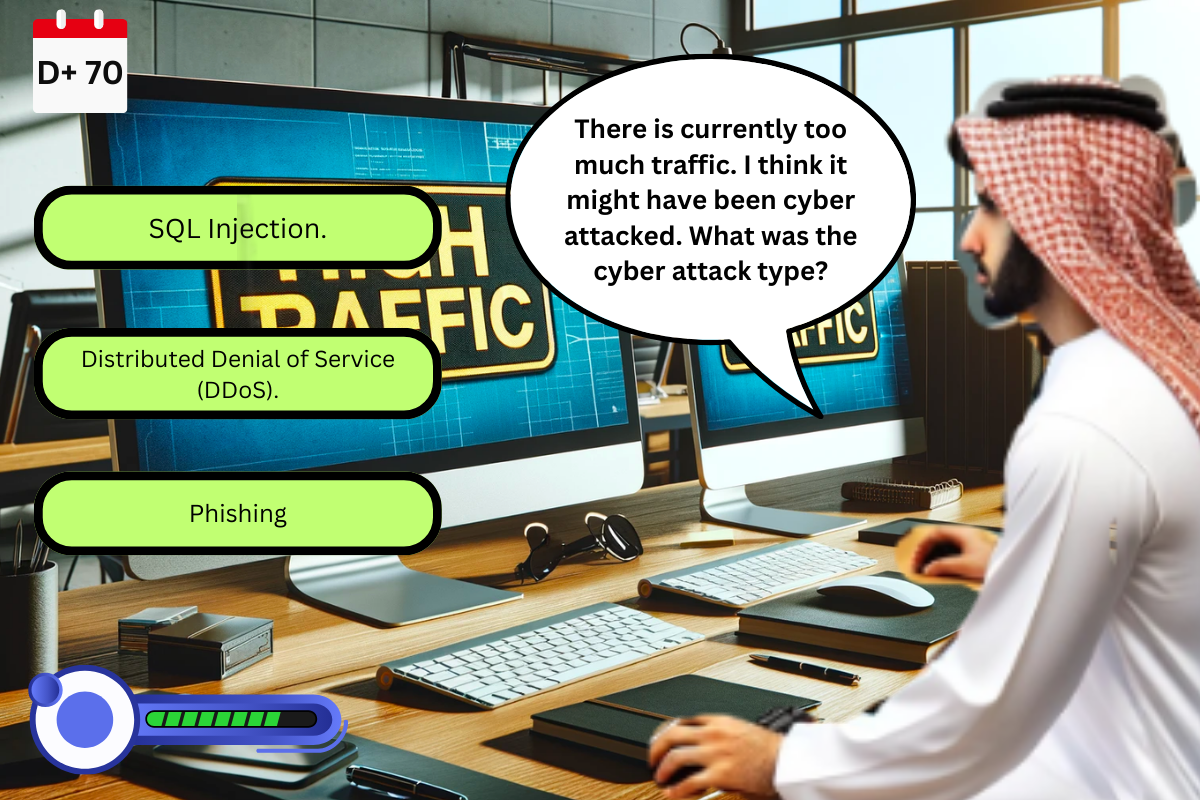 D+ 70
There is currently too
much traffic. I think it
might have been cyber
attacked. What was the
cyber attack type?
SQL Injection.
Distributed Denial of Service
(DDoS).
Phishing
HIGH
TRAFFIC